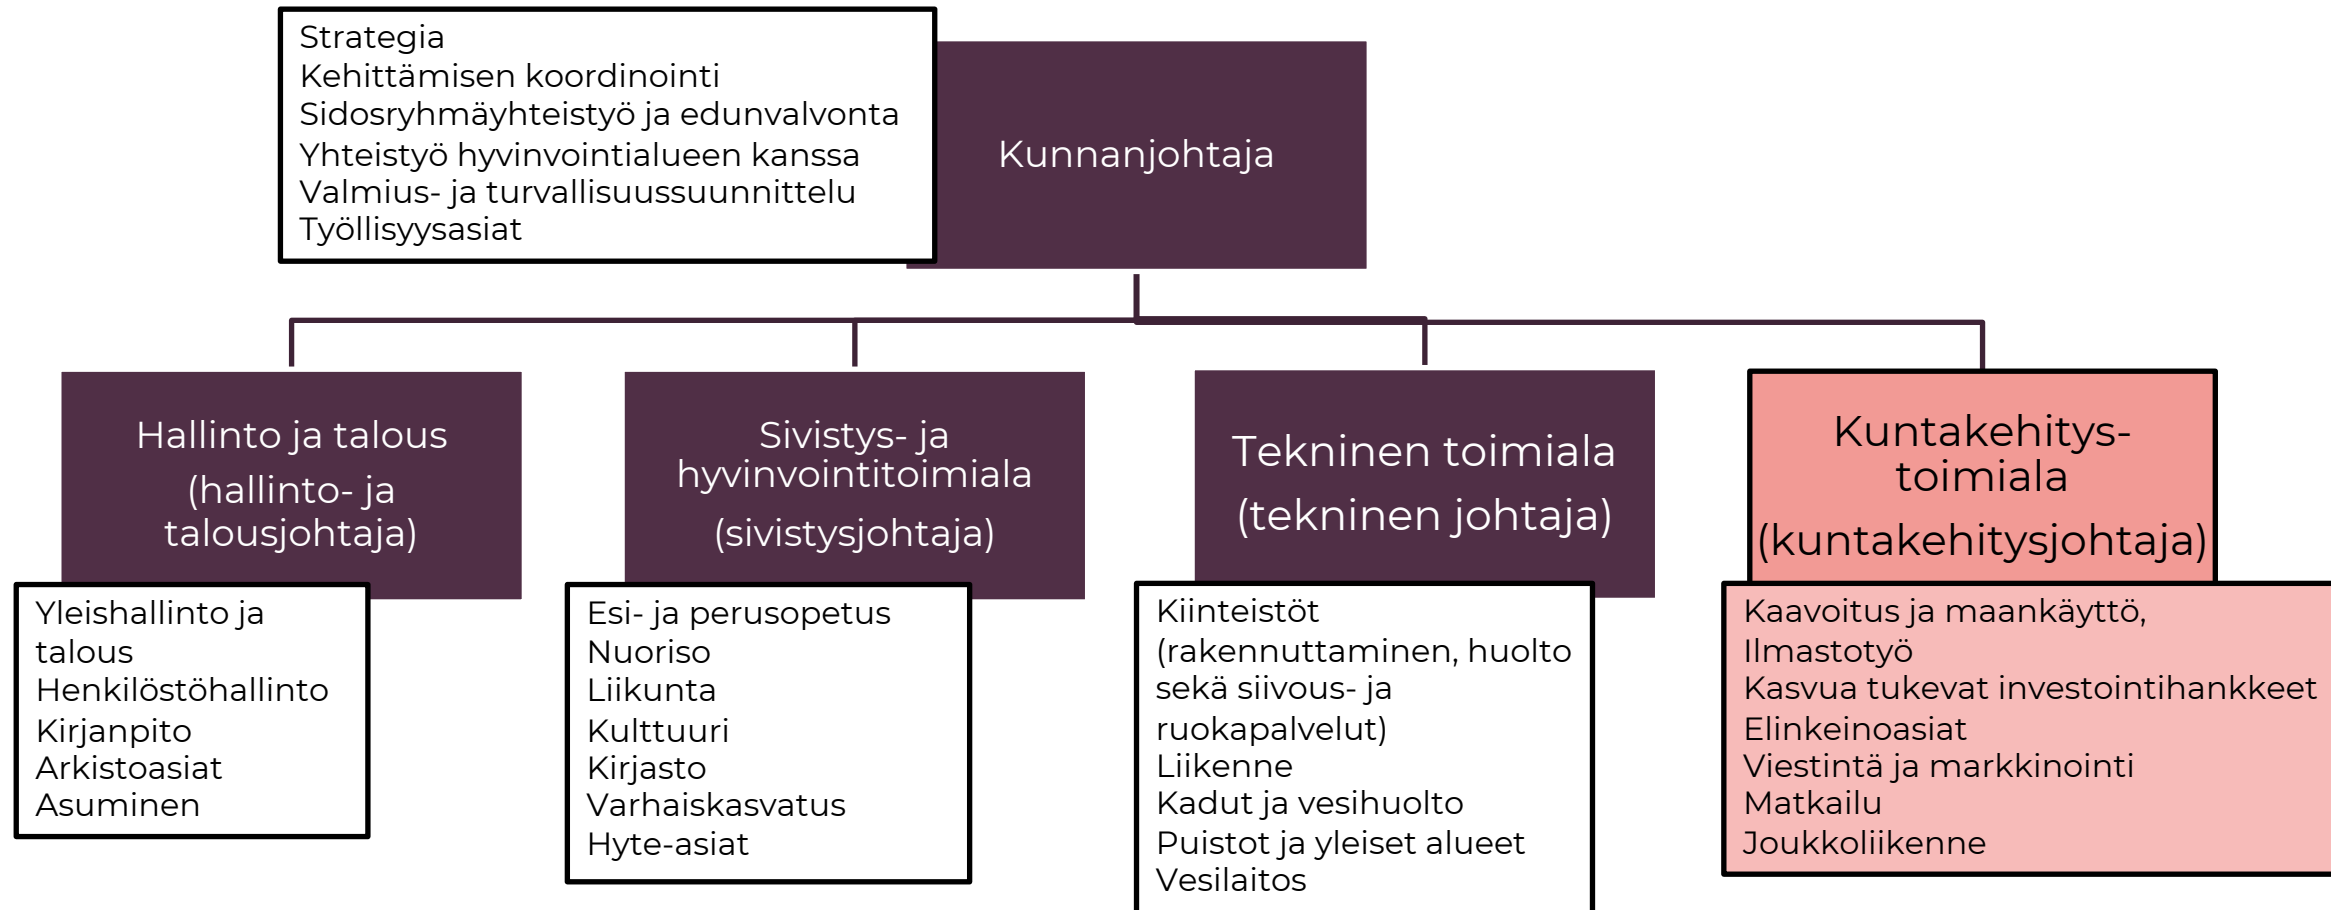 Strategia
Kehittämisen koordinointi
Sidosryhmäyhteistyö ja edunvalvonta
Yhteistyö hyvinvointialueen kanssa
Valmius- ja turvallisuussuunnittelu
Työllisyysasiat
Kunnanjohtaja
Hallinto ja talous
(hallinto- ja
talousjohtaja)
Yleishallinto ja
talous
Henkilöstöhallinto
Kirjanpito
Arkistoasiat
Asuminen
Sivistys- ja
hyvinvointitoimiala
(sivistysjohtaja)
Esi- ja perusopetus
Nuoriso
Liikunta
Kulttuuri
Kirjasto
Varhaiskasvatus
Hyte-asiat
Tekninen toimiala
(tekninen johtaja)
Kiinteistöt
(rakennuttaminen, huolto
sekä siivous- ja
ruokapalvelut)
Liikenne
Kadut ja vesihuolto
Puistot ja yleiset alueet
Vesilaitos
Kuntakehitys-
toimiala
(kuntakehitysjohtaja)
Kaavoitus ja maankäyttö,
Ilmastotyö
Kasvua tukevat investointihankkeet
Elinkeinoasiat
Viestintä ja markkinointi
Matkailu
Joukkoliikenne